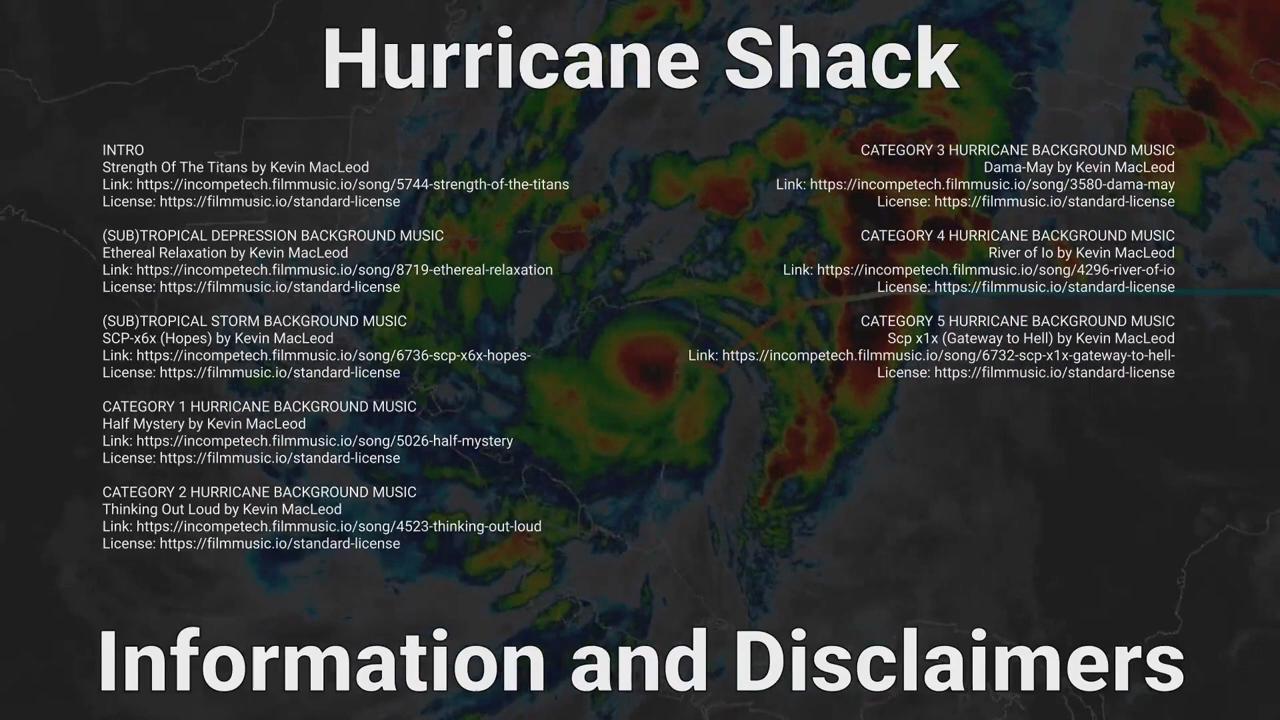 Hurricane Shack
INTRO
Strength Of The Titans by Kevin MacLeod
Link: https://incompetech.filmmusic.io/song/5744-strength-of-the-titans
License: https://filmmusic.io/standard-license
(SUB)TROPICAL DEPRESSION BACKGROUND MUSIC
Ethereal Relaxation by Kevin MacLeod
Link: https://incompetech.filmmusic.io/song/8719-ethereal-relaxation
License: https://filmmusic.io/standard-license
(SUB)TROPICAL STORM BACKGROUND MUSIC
SCP-x6x (Hopes) by Kevin MacLeod
Link: https://incompetech.filmmusic.io/song/6736-scp-x6x-hopes-
License: https://filmmusic.io/standard-license
CATEGORY 1 HURRICANE BACKGROUND MUSIC
Half Mystery by Kevin MacLeod
Link: https://incompetech.filmmusic.io/song/5026-half-mystery
License: https://filmmusic.io/standard-license
CATEGORY 2 HURRICANE BACKGROUND MUSIC
Thinking Out Loud by Kevin MacLeod
Link: https://incompetech.filmmusic.io/song/4523-thinking-out-loud
License: https://filmmusic.io/standard-license
CATEGORY 3 HURRICANE BACKGROUND MUSIC
Dama-May by Kevin MacLeod
Link: https://incompetech.filmmusic.io/song/3580-dama-may
License: https://filmmusic.io/standard-license
CATEGORY 4 HURRICANE BACKGROUND MUSIC
River of Io by Kevin MacLeod
Link: https://incompetech.filmmusic.io/song/4296-river-of-io
License: https://filmmusic.io/standard-license
CATEGORY 5 HURRICANE BACKGROUND MUSIC
Scp x1x (Gateway to Hell) by Kevin MacLeod
Link: https://incompetech.filmmusic.io/song/6732-scp-x1x-gateway-to-hell-
License: https://filmmusic.io/standard-license
Information and Disclaimers